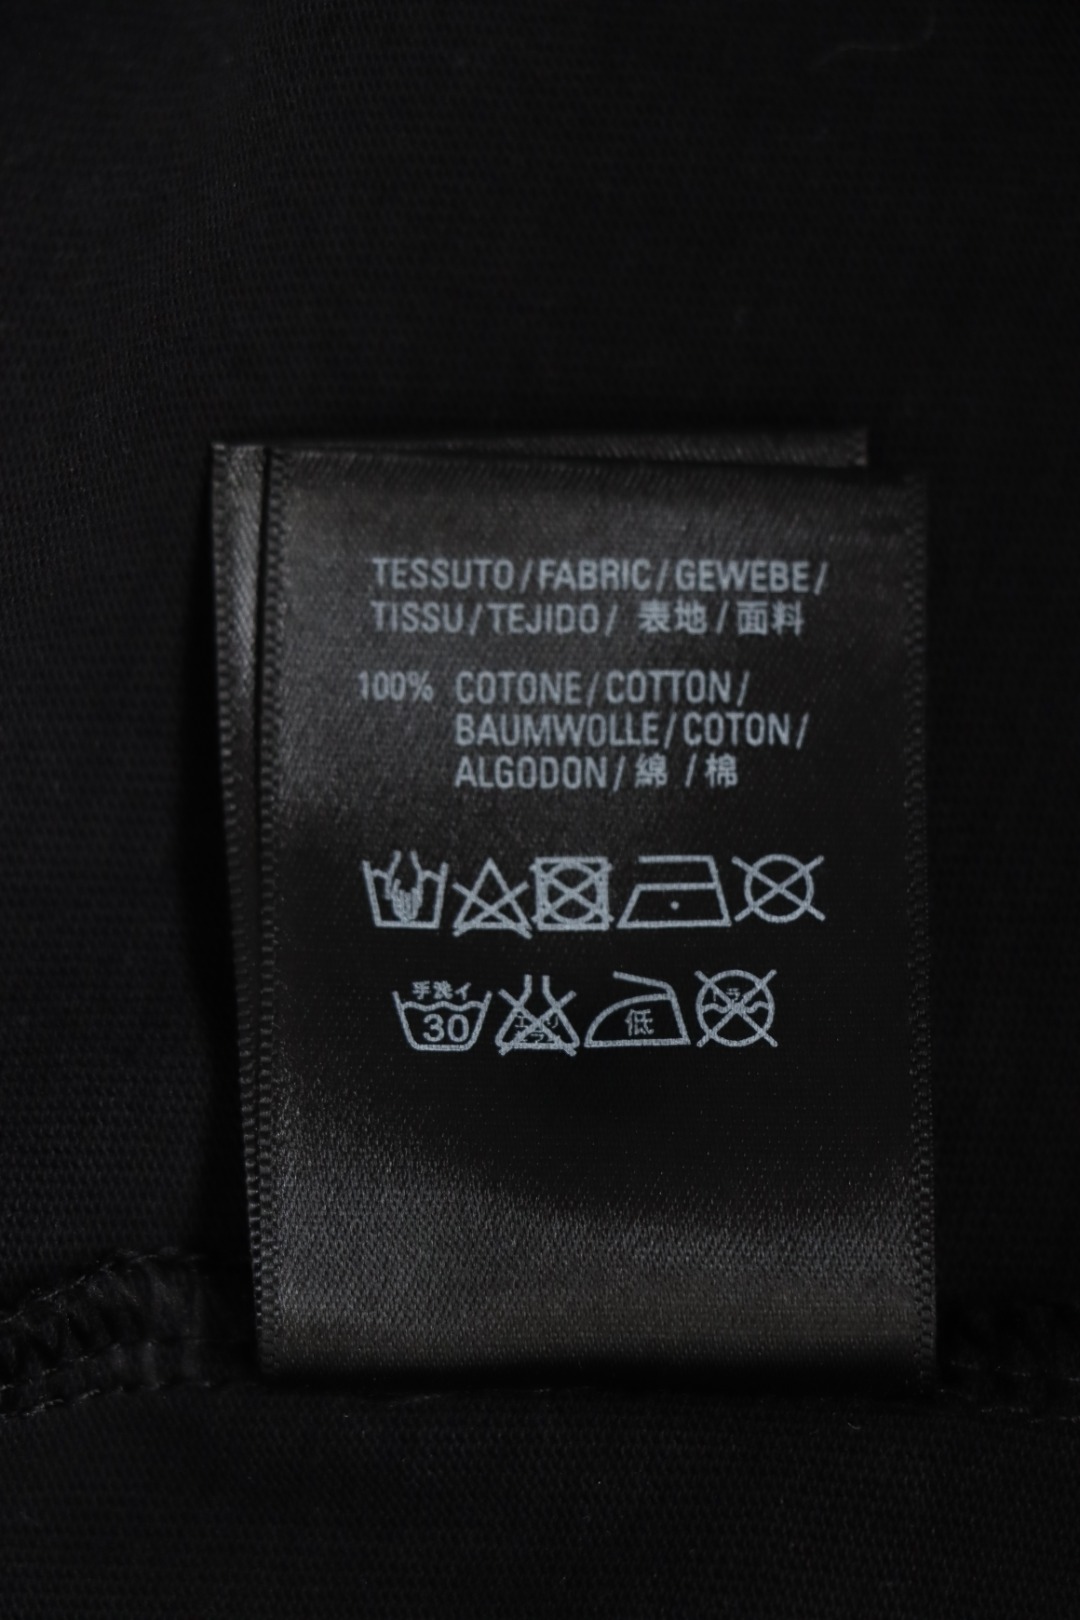 TESSUTO/FABRIC/GEWEBE/
TISSU/TEJIDO/ 表地/面料
100% COTONE/COTTON/
BAUMWOLLE/COTON/
ALGODON/綿 /棉
手洗イ
30
低